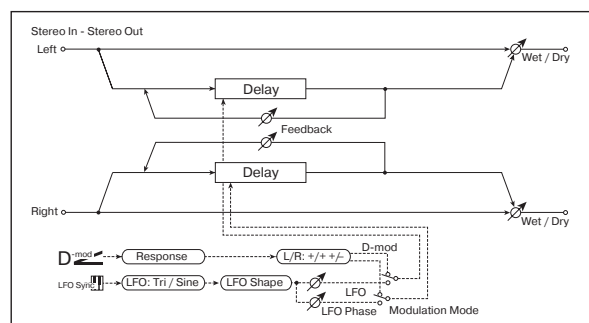 Stereo In - Stereo Out
Left
Wet / Dry
Delay
Feedback
Delay
Right
Wet / Dry
D-mod
D-mod Response L/R: +/+ +/–
LFO Sync LFO: Tri / Sine LFO Shape LFO
LFO Phase Modulation Mode